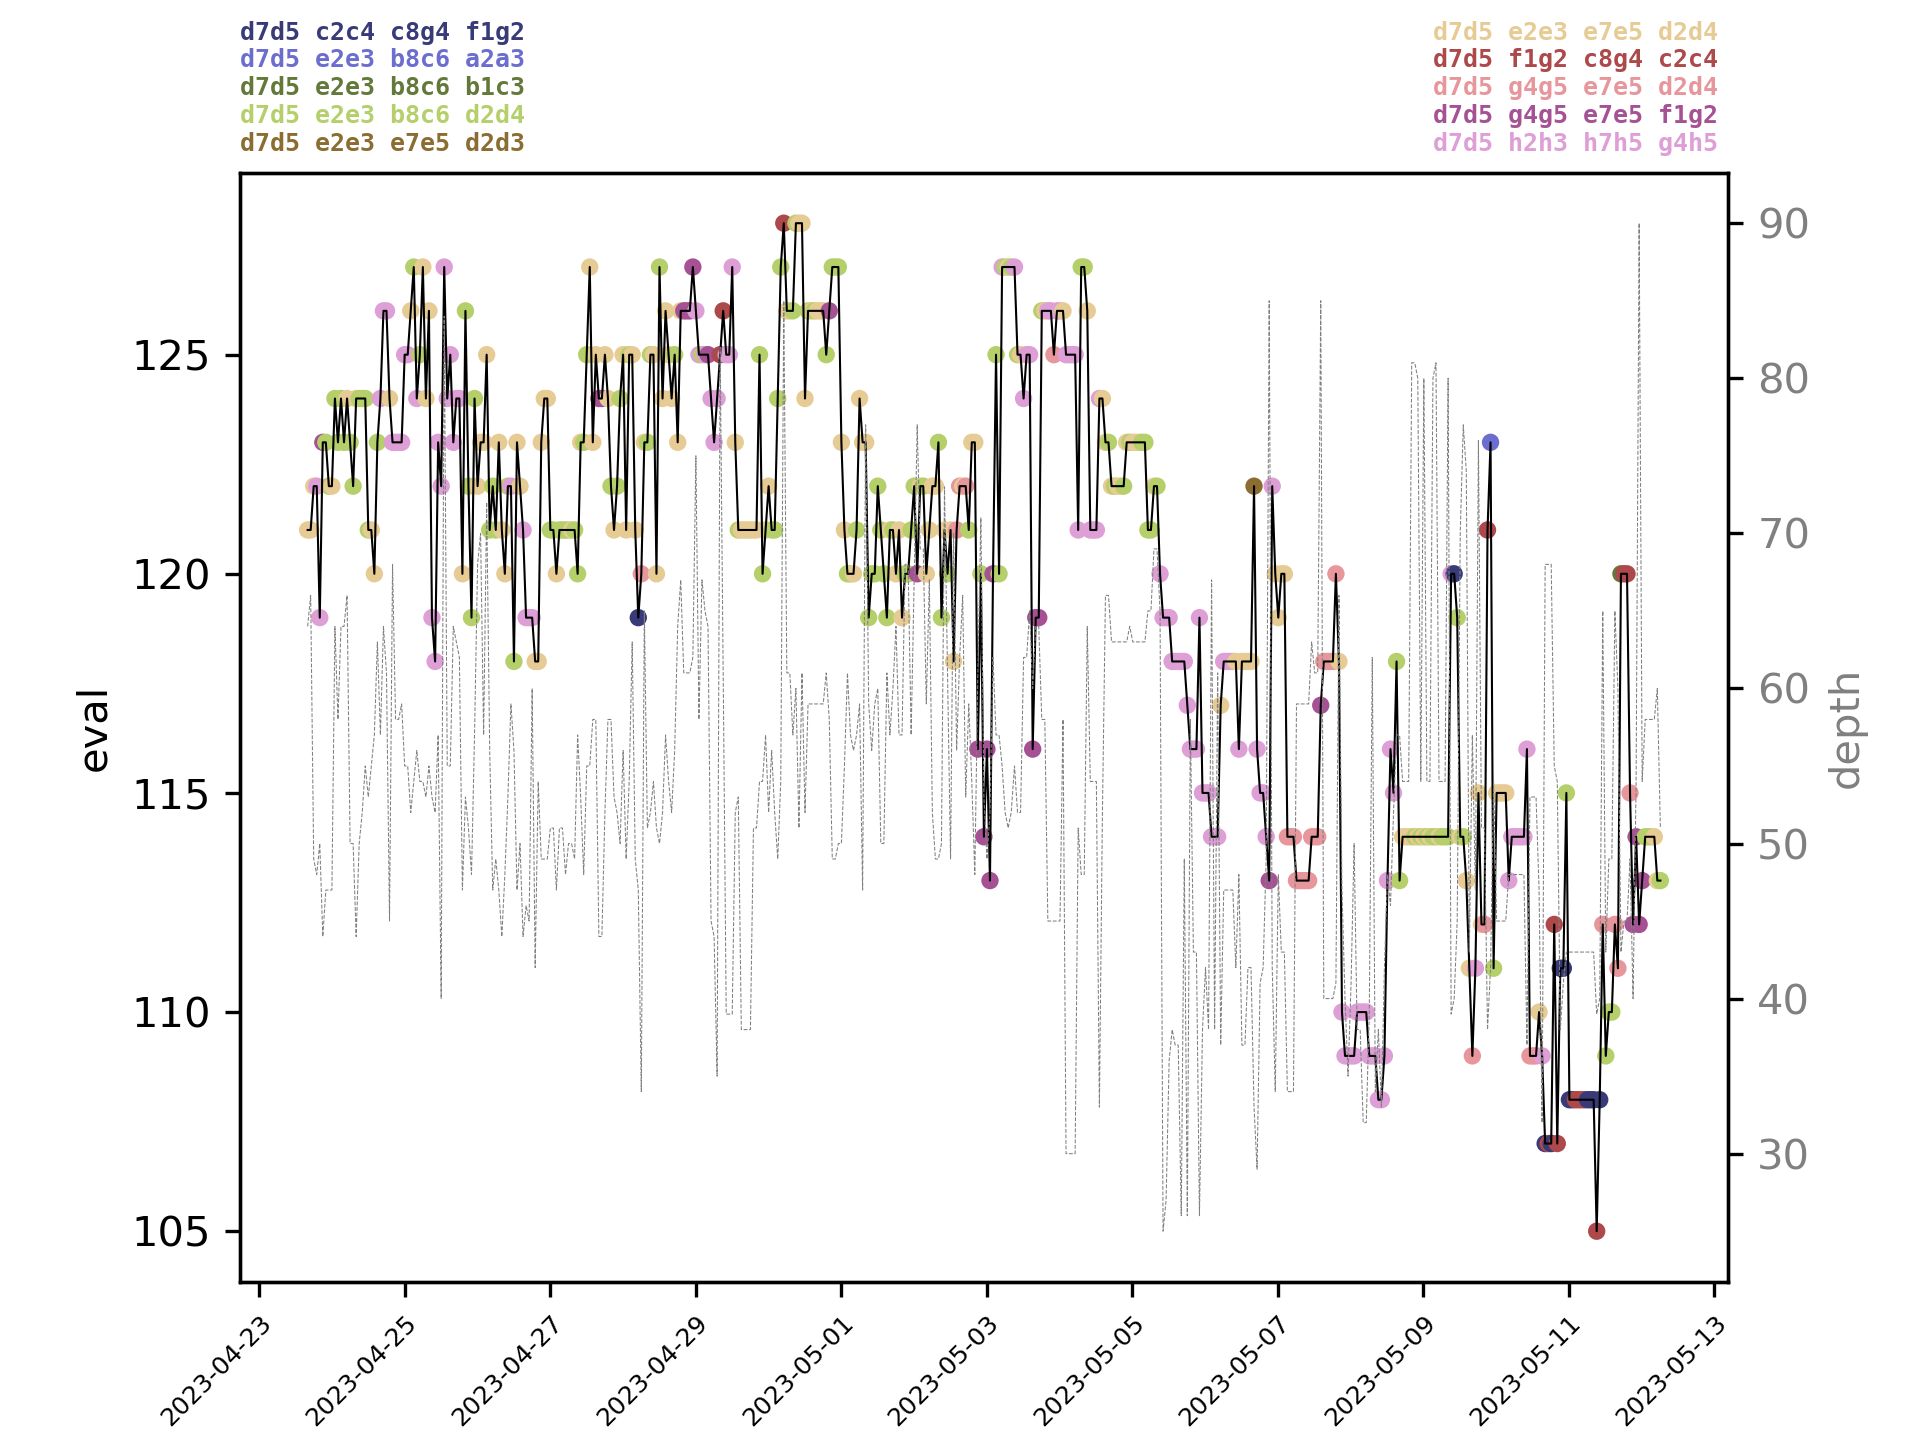 d7d5 c2c4 c8g4 f1g2
d7d5 e2e3 b8c6 a2a3
d7d5 e2e3 b8c6 b1c3
d7d5 e2e3 b8c6 d2d4
d7d5 e2e3 e7e5 d2d3
d7d5 e2e3 e7e5 d2d4
d7d5 f1g2 c8g4 c2c4
d7d5 g4g5 e7e5 d2d4
d7d5 g4g5 e7e5 f1g2
d7d5 h2h3 h7h5 g4h5
eval
125
120
115
110
105
90
80
70
60
50
40
30
depth
2023-04-23
2023-04-25
2023-04-27
2023-04-29
2023-05-01
2023-05-03
2023-05-05
2023-05-07
2023-05-09
2023-05-11
2023-05-13